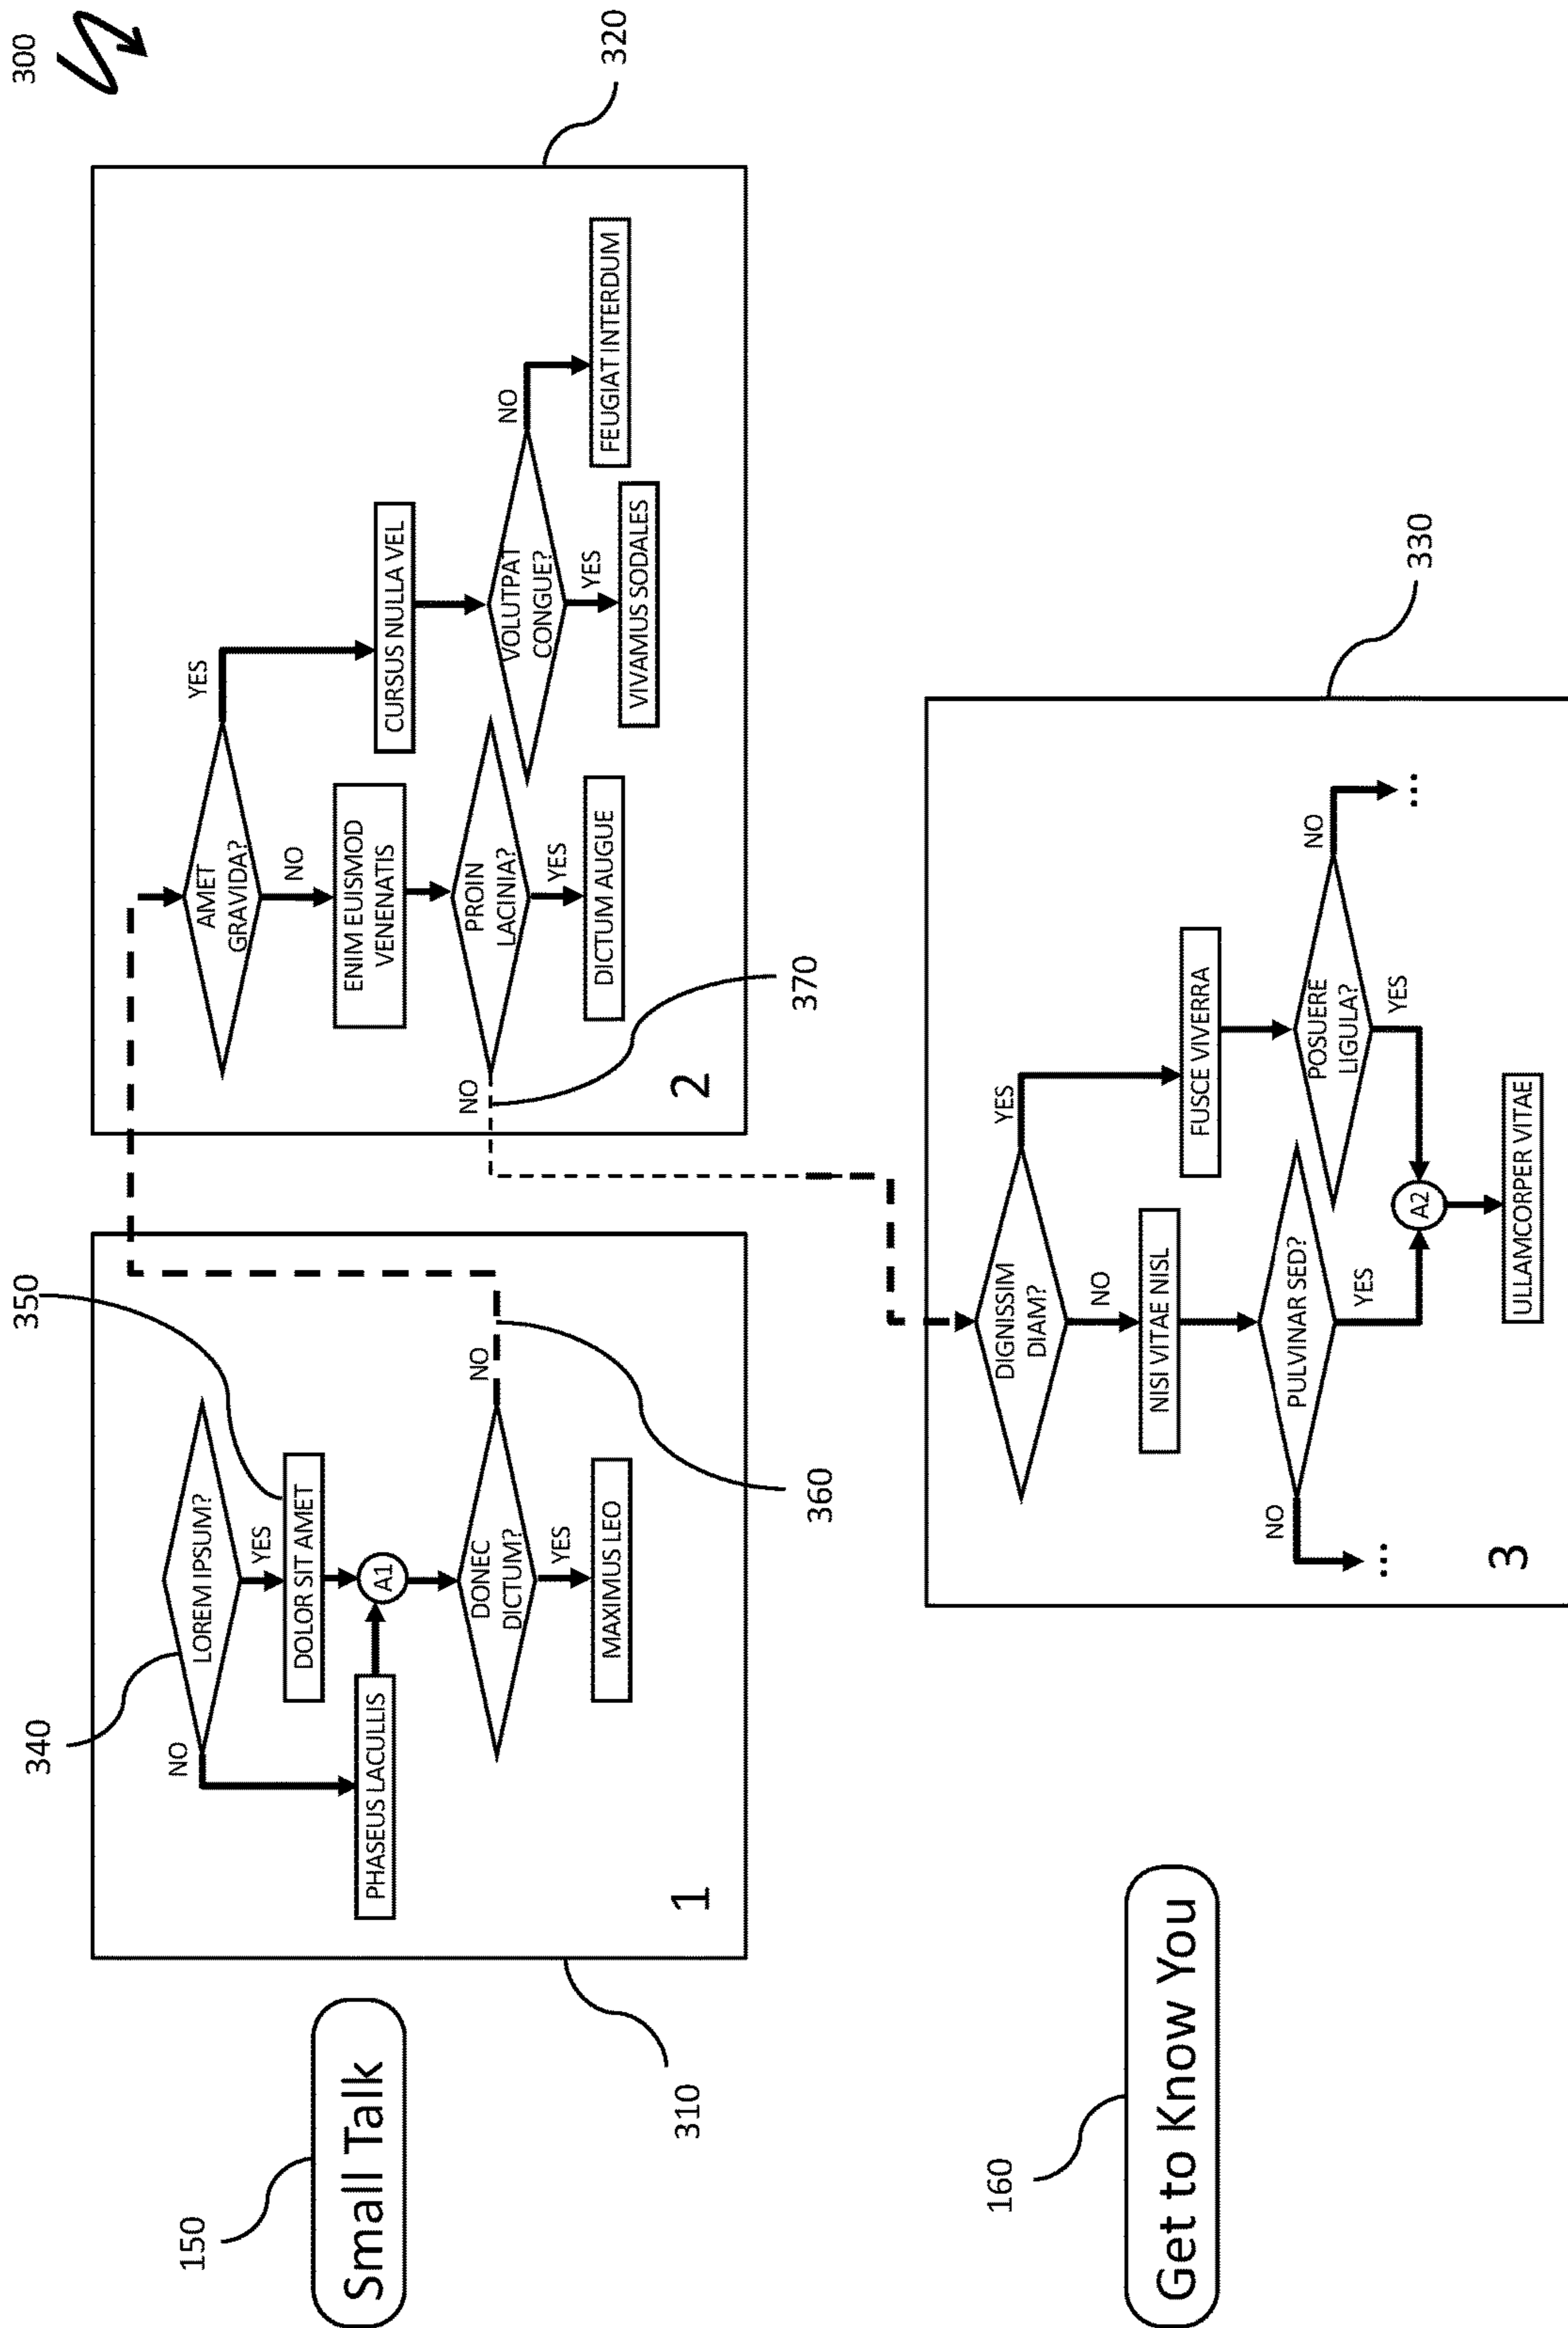 300
150
Small Talk
310
340
350
LOREM IPSUM?
NO
YES
DOLOR SIT AMET
PHASEUS LACULLIS
A1
DONEC
DICTUM?
NO
YES
MAXIMUS LEO
1
360
320
AMET
GRAVIDA?
YES
NO
ENIM EUISMOD
VENENATIS
CURSUS NULLA VEL
PROIN
LACINIA?
NO
YES
DICTUM AUGUE
VOLUTPAT
CONGUE?
NO
YES
VIVAMUS SODALES
FEUGIAT INTERDUM
2
370
160
Get to Know You
330
DIGNISSIM
DIAM?
YES
NO
NISI VITAE NISL
FUSCE VIVERRA
PULVINAR SED?
NO
...
YES
POSUERE
LIGULA?
NO
...
YES
A2
ULLAMCORPER VITAE
3